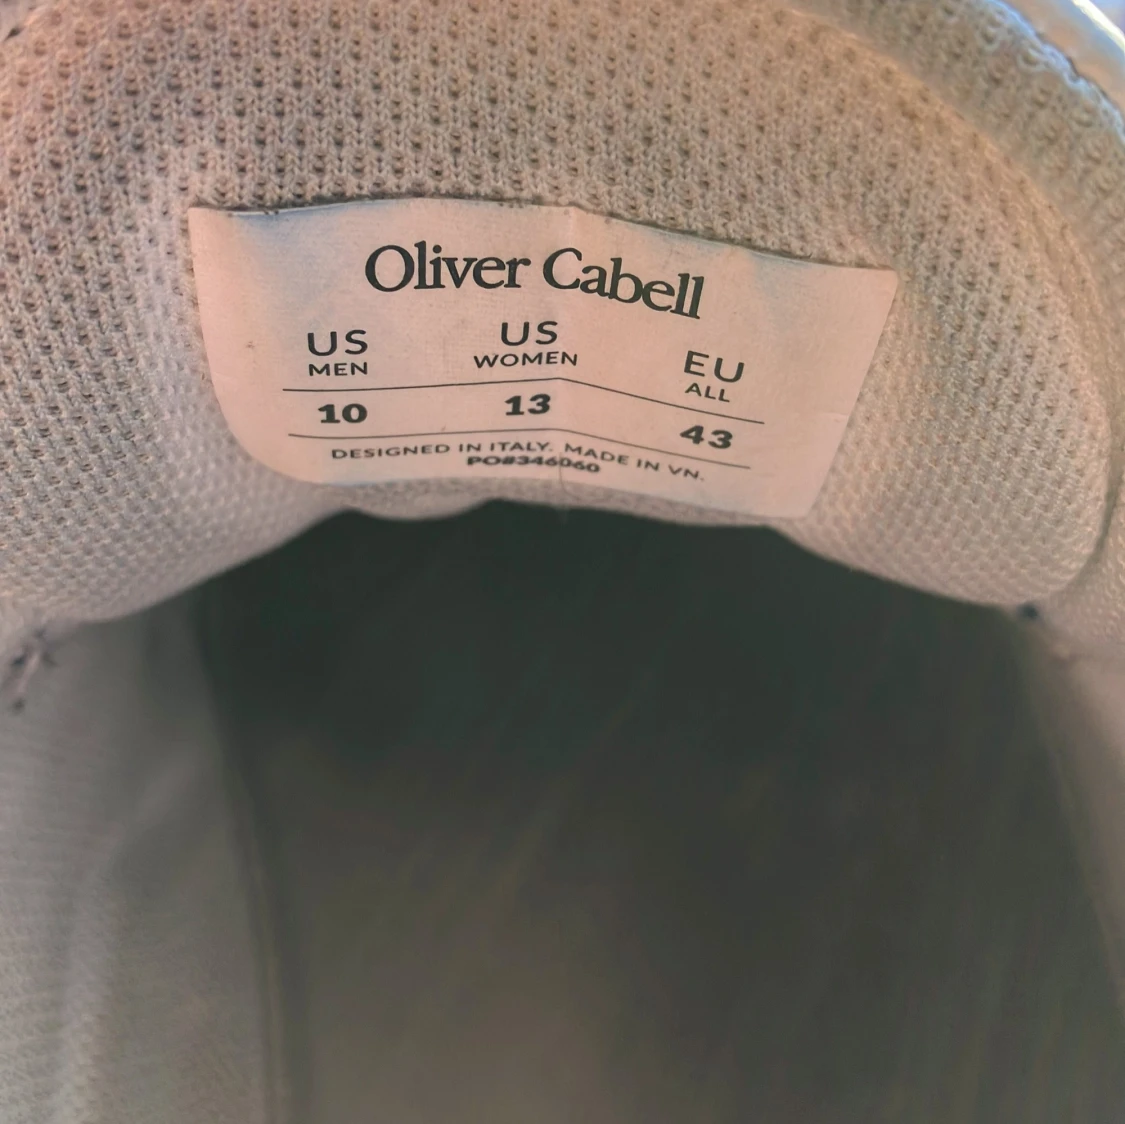 Oliver Cabell
US MEN US WOMEN EU ALL
10 13 43
DESIGNED IN ITALY. MADE IN VN.
PO#346060